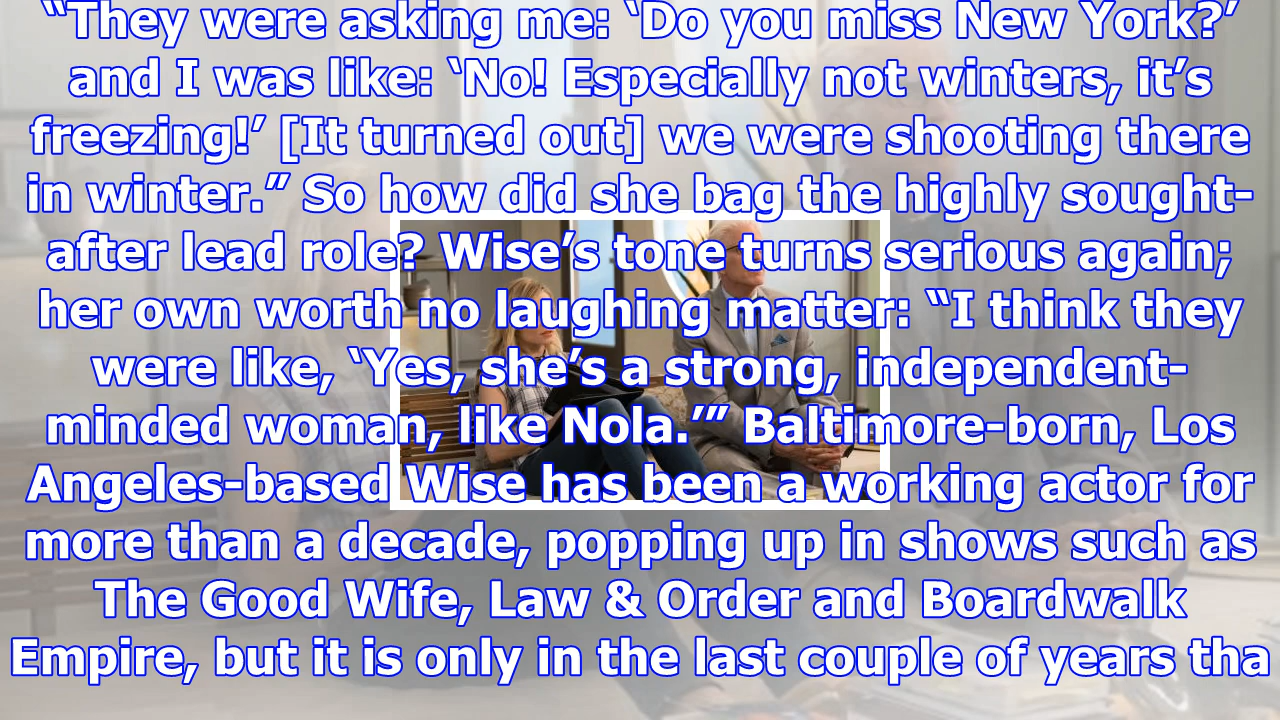 “They were asking me: ‘Do you miss New York?’
and I was like: ‘No! Especially not winters, it’s
freezing!’ [It turned out] we were shooting there
in winter.” So how did she bag the highly sought-
after lead role? Wise’s tone turns serious again;
her own worth no laughing matter: “I think they
were like, ‘Yes, she’s a strong, independent-
minded woman, like Nola.’” Baltimore-born, Los
Angeles-based Wise has been a working actor for
more than a decade, popping up in shows such as
The Good Wife, Law & Order and Boardwalk
Empire, but it is only in the last couple of years tha